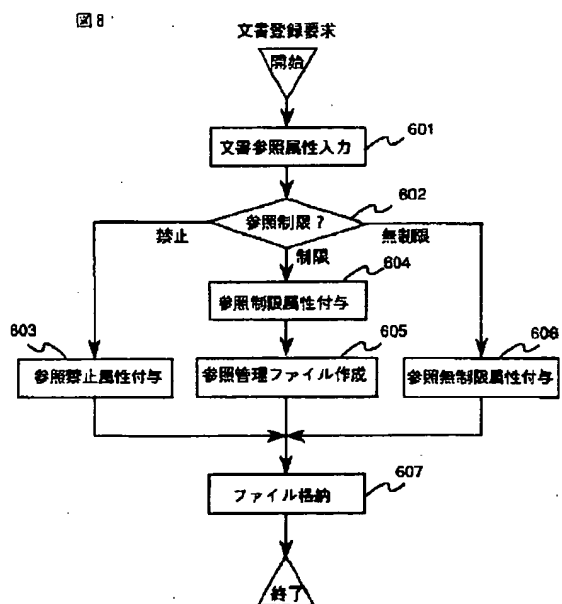 図8
文書登録要求
開始
文書参照属性入力
601
参照制限?
602
禁止
制限
無制限
参照制限属性付与
604
603
参照禁止属性付与
参照管理ファイル作成
605
参照無制限属性付与
606
ファイル格納
607
終了